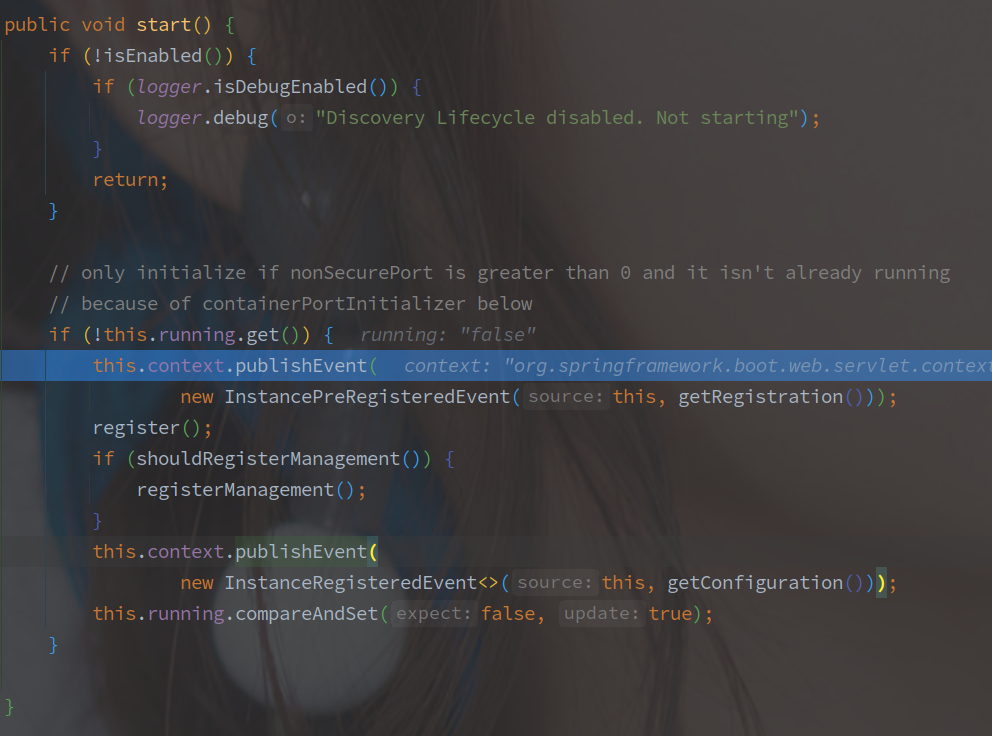 public void start() {
if (!isEnabled()) {
if (logger.isDebugEnabled()) {
logger.debug( o: "Discovery Lifecycle disabled. Not starting");
}
return;
}
// only initialize if nonSecurePort is greater than 0 and it isn't already running
// because of containerPortInitializer below
if (!this.running.get()) { running: "false"
this.context.publishEvent( context: "org.springframework.boot.web.servlet.context
new InstancePreRegisteredEvent( source: this, getRegistration()));
register();
if (shouldRegisterManagement()) {
registerManagement();
}
this.context.publishEvent(
new InstanceRegisteredEvent<>( source: this, getConfiguration()));
this.running.compareAndSet( expect: false, update: true);
}
}